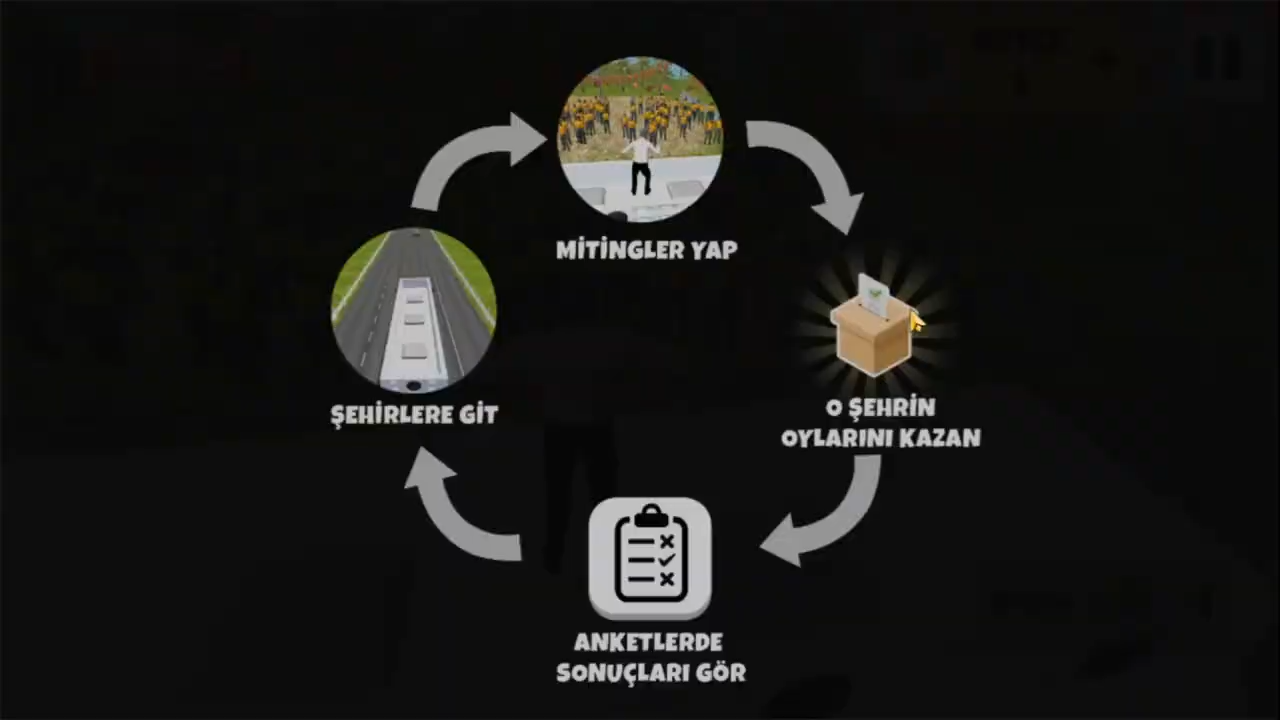 MİTİNGLER YAP
ŞEHİRLERE GİT
O ŞEHRİN
OYLARINI KAZAN
ANKETLERDE
SONUÇLARI GÖR